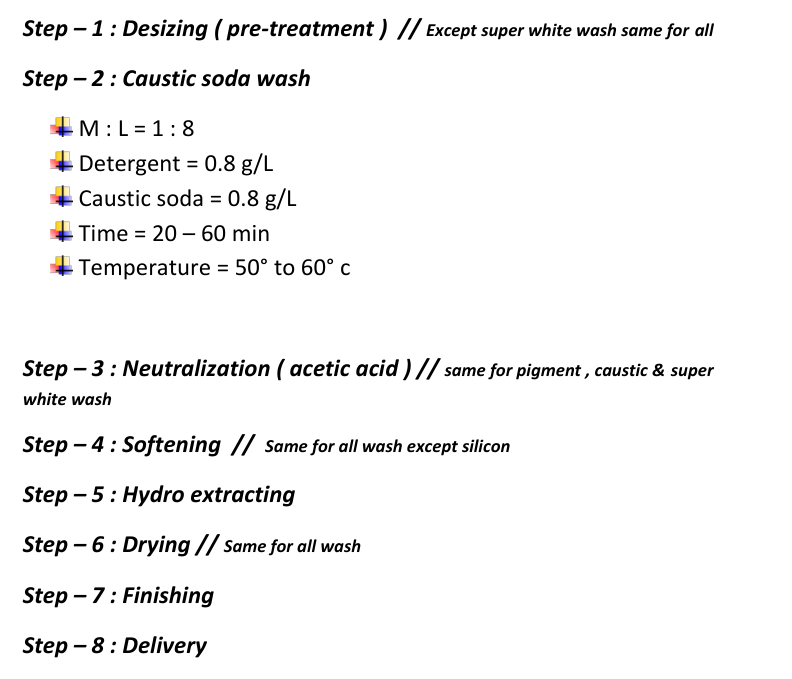 Step – 1 : Desizing ( pre-treatment )  // Except super white wash same for all
Step – 2 : Caustic soda wash
M : L = 1 : 8
Detergent = 0.8 g/L
Caustic soda = 0.8 g/L
Time = 20 – 60 min
Temperature = 50° to 60° c
Step – 3 : Neutralization ( acetic acid ) // same for pigment , caustic & super
white wash
Step – 4 : Softening  //  Same for all wash except silicon
Step – 5 : Hydro extracting
Step – 6 : Drying // Same for all wash
Step – 7 : Finishing
Step – 8 : Delivery